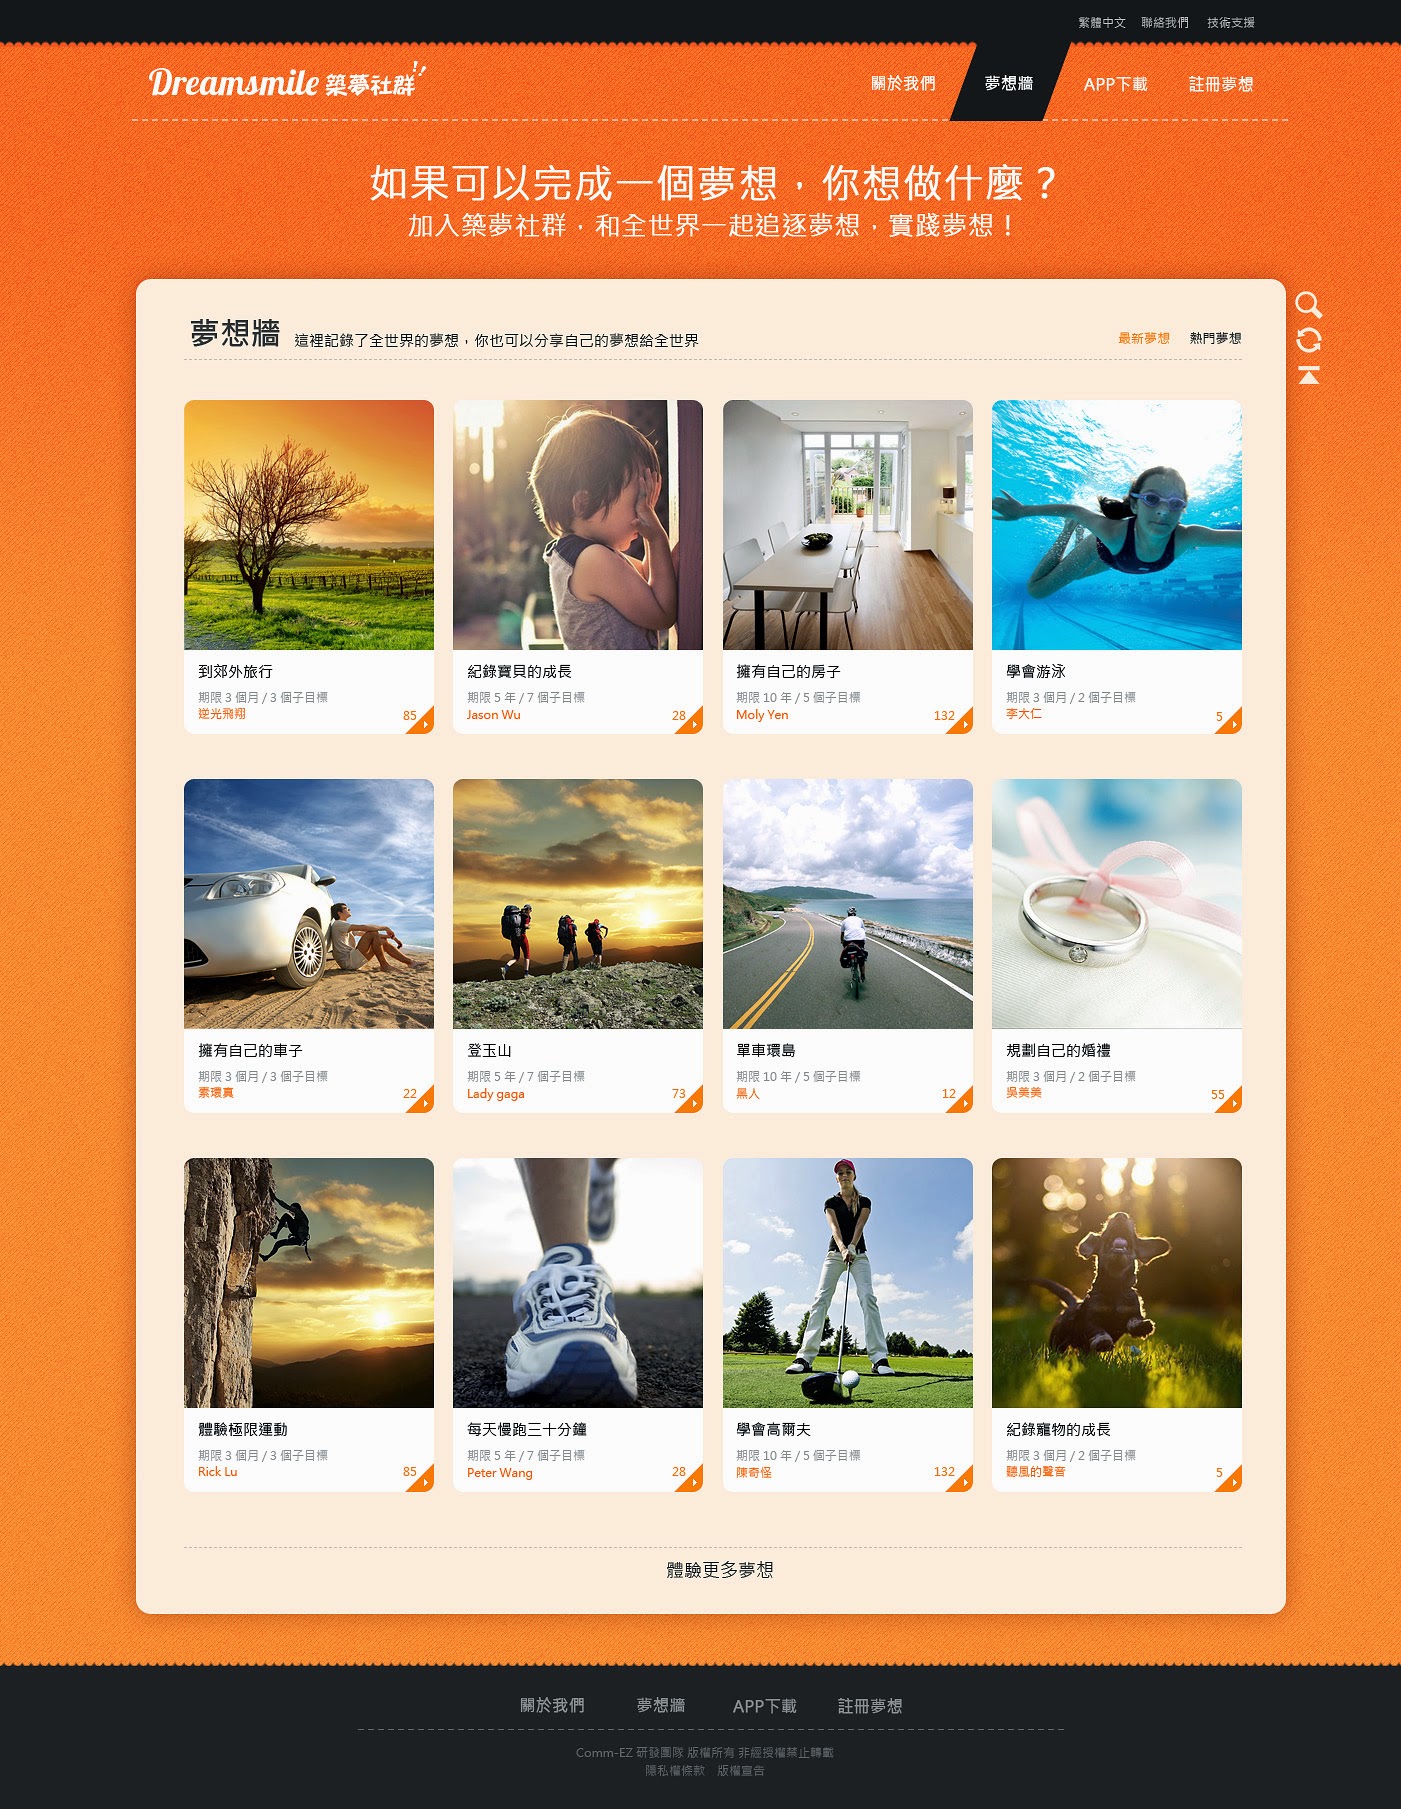 繁體中文 聯絡我們 技術支援
Dreamsmile 築夢社群
關於我們 夢想牆 APP下載 註冊夢想
如果可以完成一個夢想，你想做什麼？
加入築夢社群，和全世界一起追逐夢想，實踐夢想！
夢想牆 這裡記錄了全世界的夢想，你也可以分享自己的夢想給全世界
最新夢想 熱門夢想
到郊外旅行
期限 3 個月 / 3 個子目標
逆光飛翔 85
紀錄寶貝的成長
期限 5 年 / 7 個子目標
Jason Wu 28
擁有自己的房子
期限 10 年 / 5 個子目標
Moly Yen 132
學會游泳
期限 3 個月 / 2 個子目標
李大仁 5
擁有自己的車子
期限 3 個月 / 3 個子目標
素環真 22
登玉山
期限 5 年 / 7 個子目標
Lady gaga 73
單車環島
期限 10 年 / 5 個子目標
黑人 12
規劃自己的婚禮
期限 3 個月 / 2 個子目標
吳美美 55
體驗極限運動
期限 3 個月 / 3 個子目標
Rick Lu 85
每天慢跑三十分鐘
期限 5 年 / 7 個子目標
Peter Wang 28
學會高爾夫
期限 10 年 / 5 個子目標
陳奇怪 132
紀錄寵物的成長
期限 3 個月 / 2 個子目標
聽風的聲音 5
體驗更多夢想
關於我們 夢想牆 APP下載 註冊夢想
Comm-EZ 研發團隊 版權所有 非經授權禁止轉載
隱私權條款 版權宣告